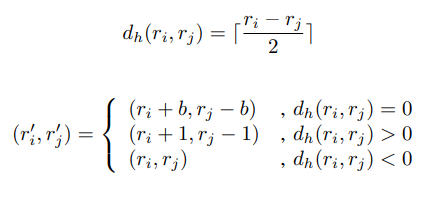 d_h(r_i, r_j) = ⌈(r_i − r_j)/2⌉
(r′_i, r′_j) = {
(r_i + b, r_j − b) , d_h(r_i, r_j) = 0
(r_i + 1, r_j − 1) , d_h(r_i, r_j) > 0
(r_i, r_j) , d_h(r_i, r_j) < 0